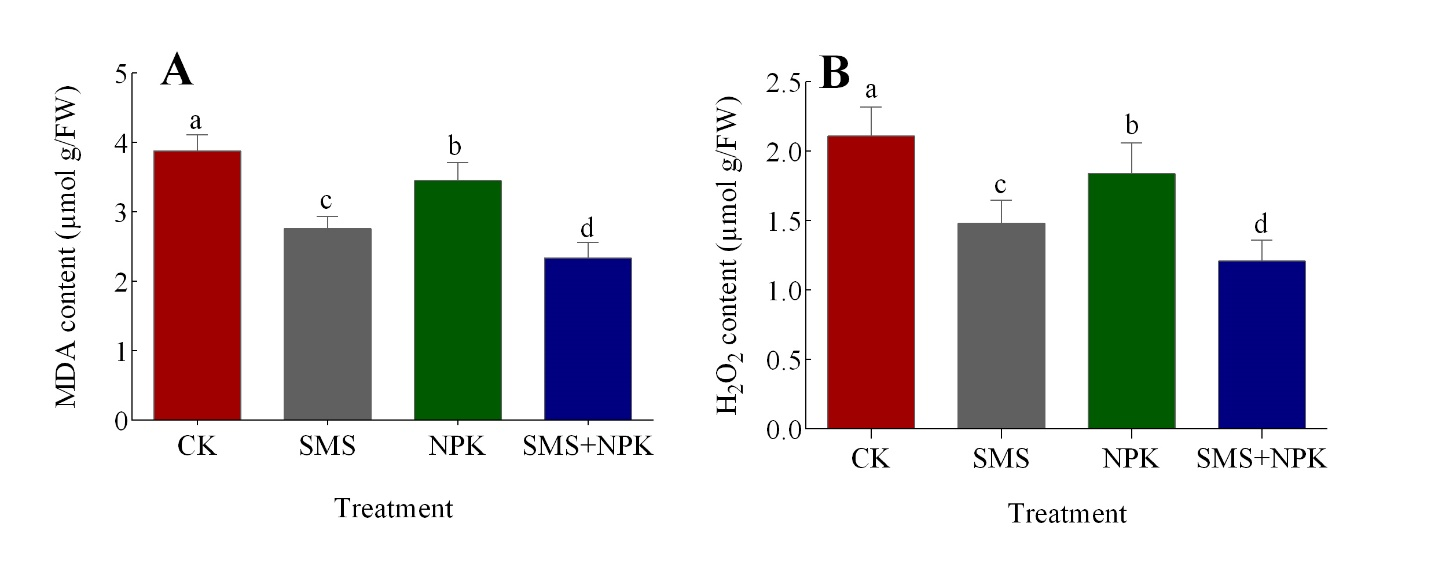 A
MDA content (µmol g/FW)
5
4
3
2
1
0
a
c
b
d
CK
SMS
NPK
SMS+NPK
Treatment
B
H₂O₂ content (µmol g/FW)
2.5
2.0
1.5
1.0
0.5
0.0
a
c
b
d
CK
SMS
NPK
SMS+NPK
Treatment